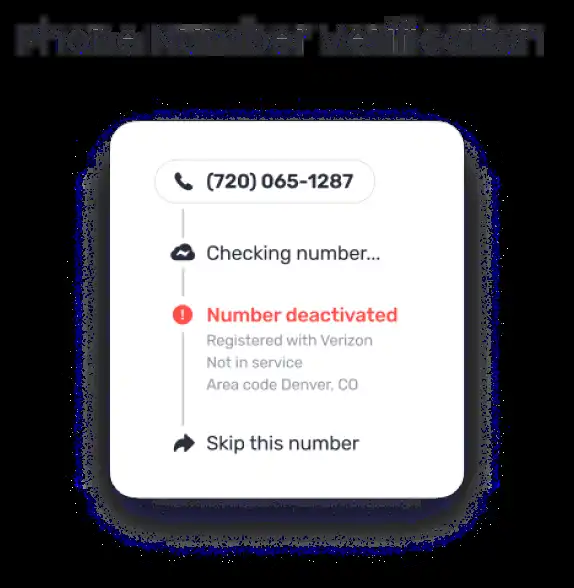 Phone Number verification
(720) 065-1287
Checking number...
Number deactivated
Registered with Verizon
Not in service
Area code Denver, CO
Skip this number